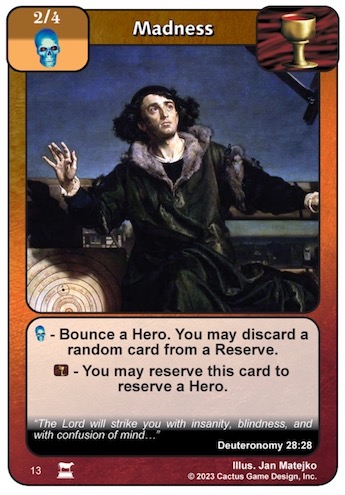 2/4
Madness
- Bounce a Hero. You may discard a
random card from a Reserve.
- You may reserve this card to
reserve a Hero.
"The Lord will strike you with insanity, blindness, and
with confusion of mind…"
Deuteronomy 28:28
Illus. Jan Matejko
13
© 2023 Cactus Game Design, Inc.